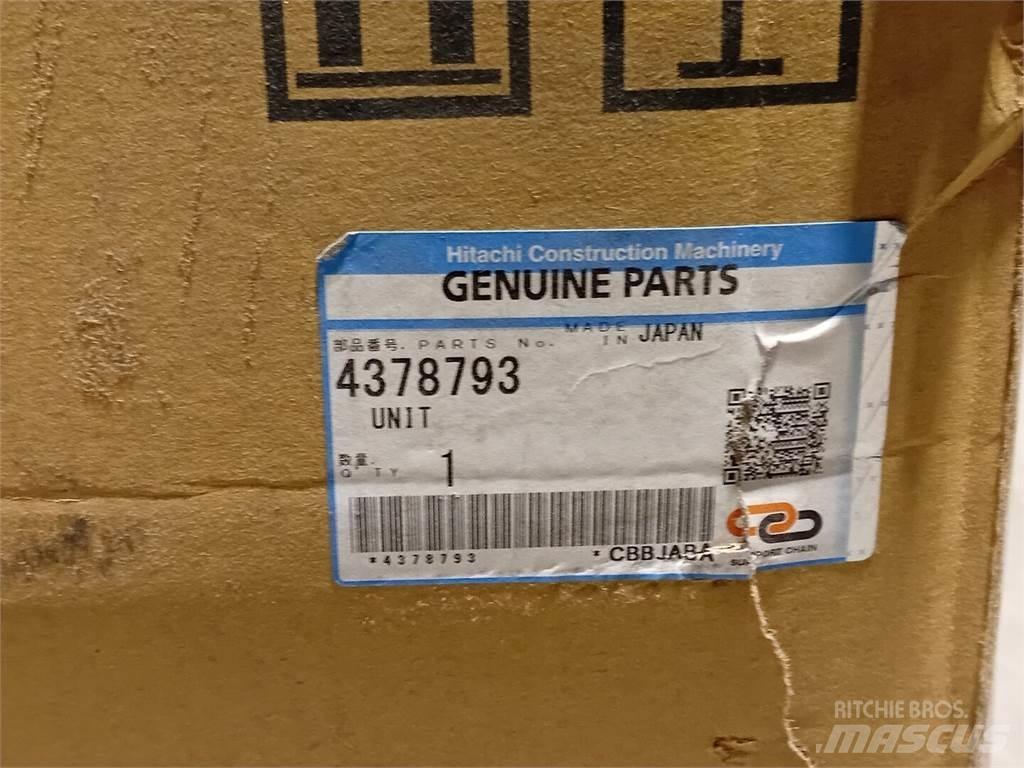 Hitachi Construction Machinery
GENUINE PARTS
部品番号. PARTS No.
MADE IN JAPAN
4378793
UNIT
数量.
Q'TY
1
*4378793 * CBBJABA
SUPPORT CHAIN
RITCHIE BROS.
MASCUS